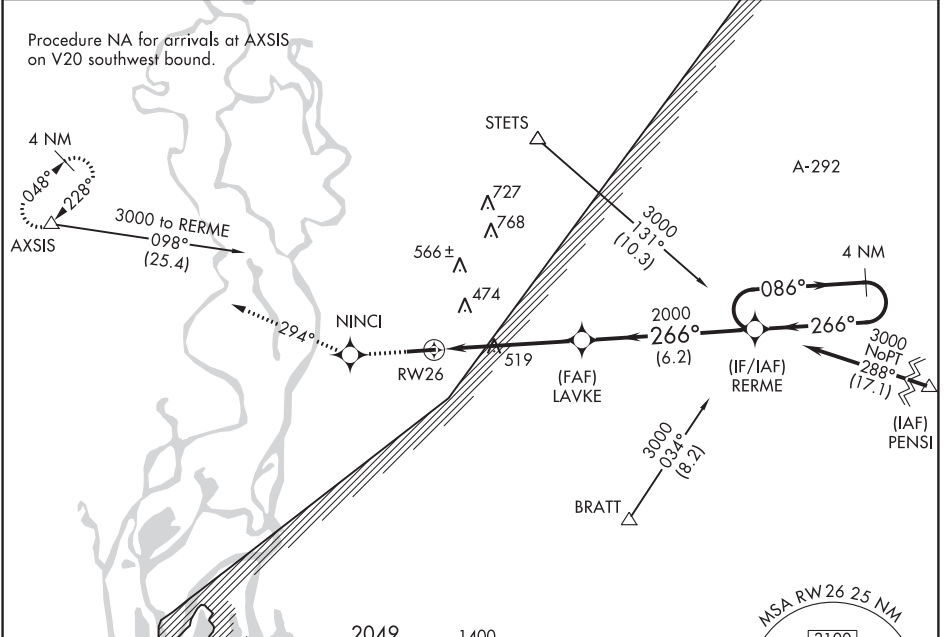 Procedure NA for arrivals at AXSIS
on V20 southwest bound.
STETS
4 NM
A-292
048°
228°
727
3000 to RERME
098°
(25.4)
AXSIS
768
3000
131°
(10.3)
566 ±
4 NM
086°
474
294°
NINCI
2000
266°
(6.2)
266°
3000
NoPT
288°
(17.1)
RW26
519
(FAF)
LAVKE
(IF/IAF)
RERME
(IAF)
PENSI
3000
034°
(8.2)
BRATT
MSA RW26 25 NM
2049
1400